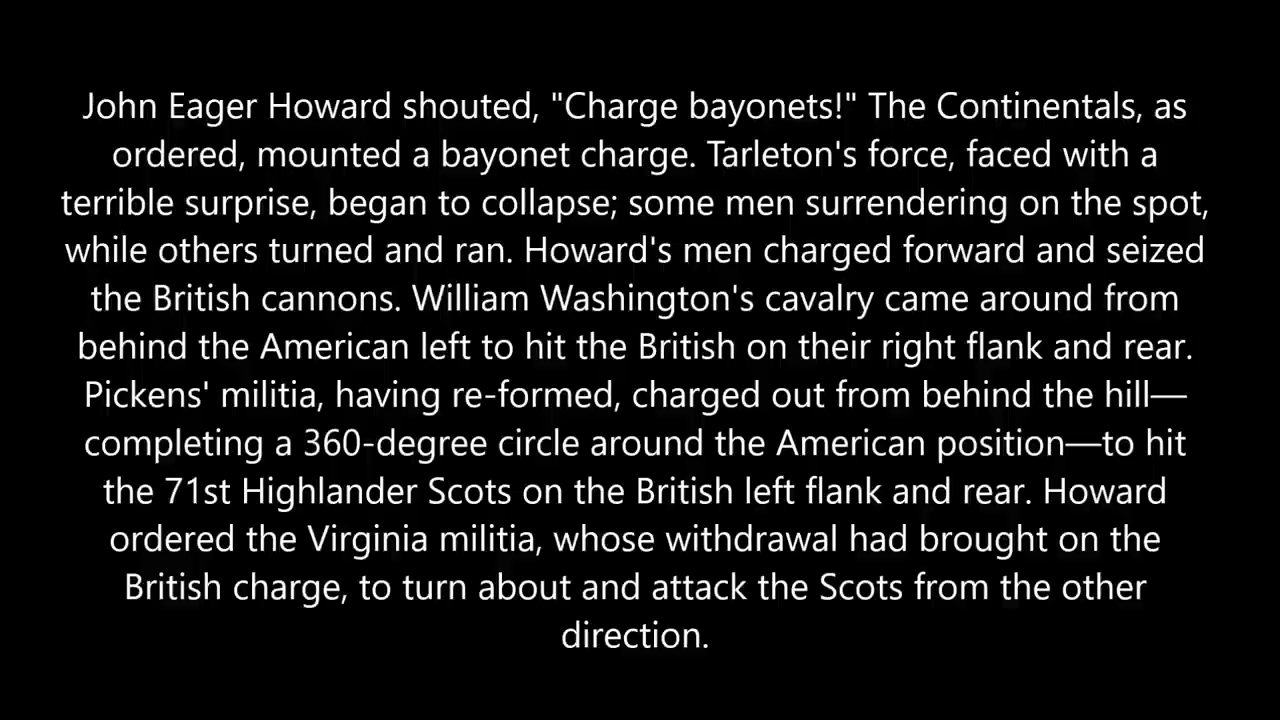 John Eager Howard shouted, "Charge bayonets!" The Continentals, as
ordered, mounted a bayonet charge. Tarleton's force, faced with a
terrible surprise, began to collapse; some men surrendering on the spot,
while others turned and ran. Howard's men charged forward and seized
the British cannons. William Washington's cavalry came around from
behind the American left to hit the British on their right flank and rear.
Pickens' militia, having re-formed, charged out from behind the hill—
completing a 360-degree circle around the American position—to hit
the 71st Highlander Scots on the British left flank and rear. Howard
ordered the Virginia militia, whose withdrawal had brought on the
British charge, to turn about and attack the Scots from the other
direction.